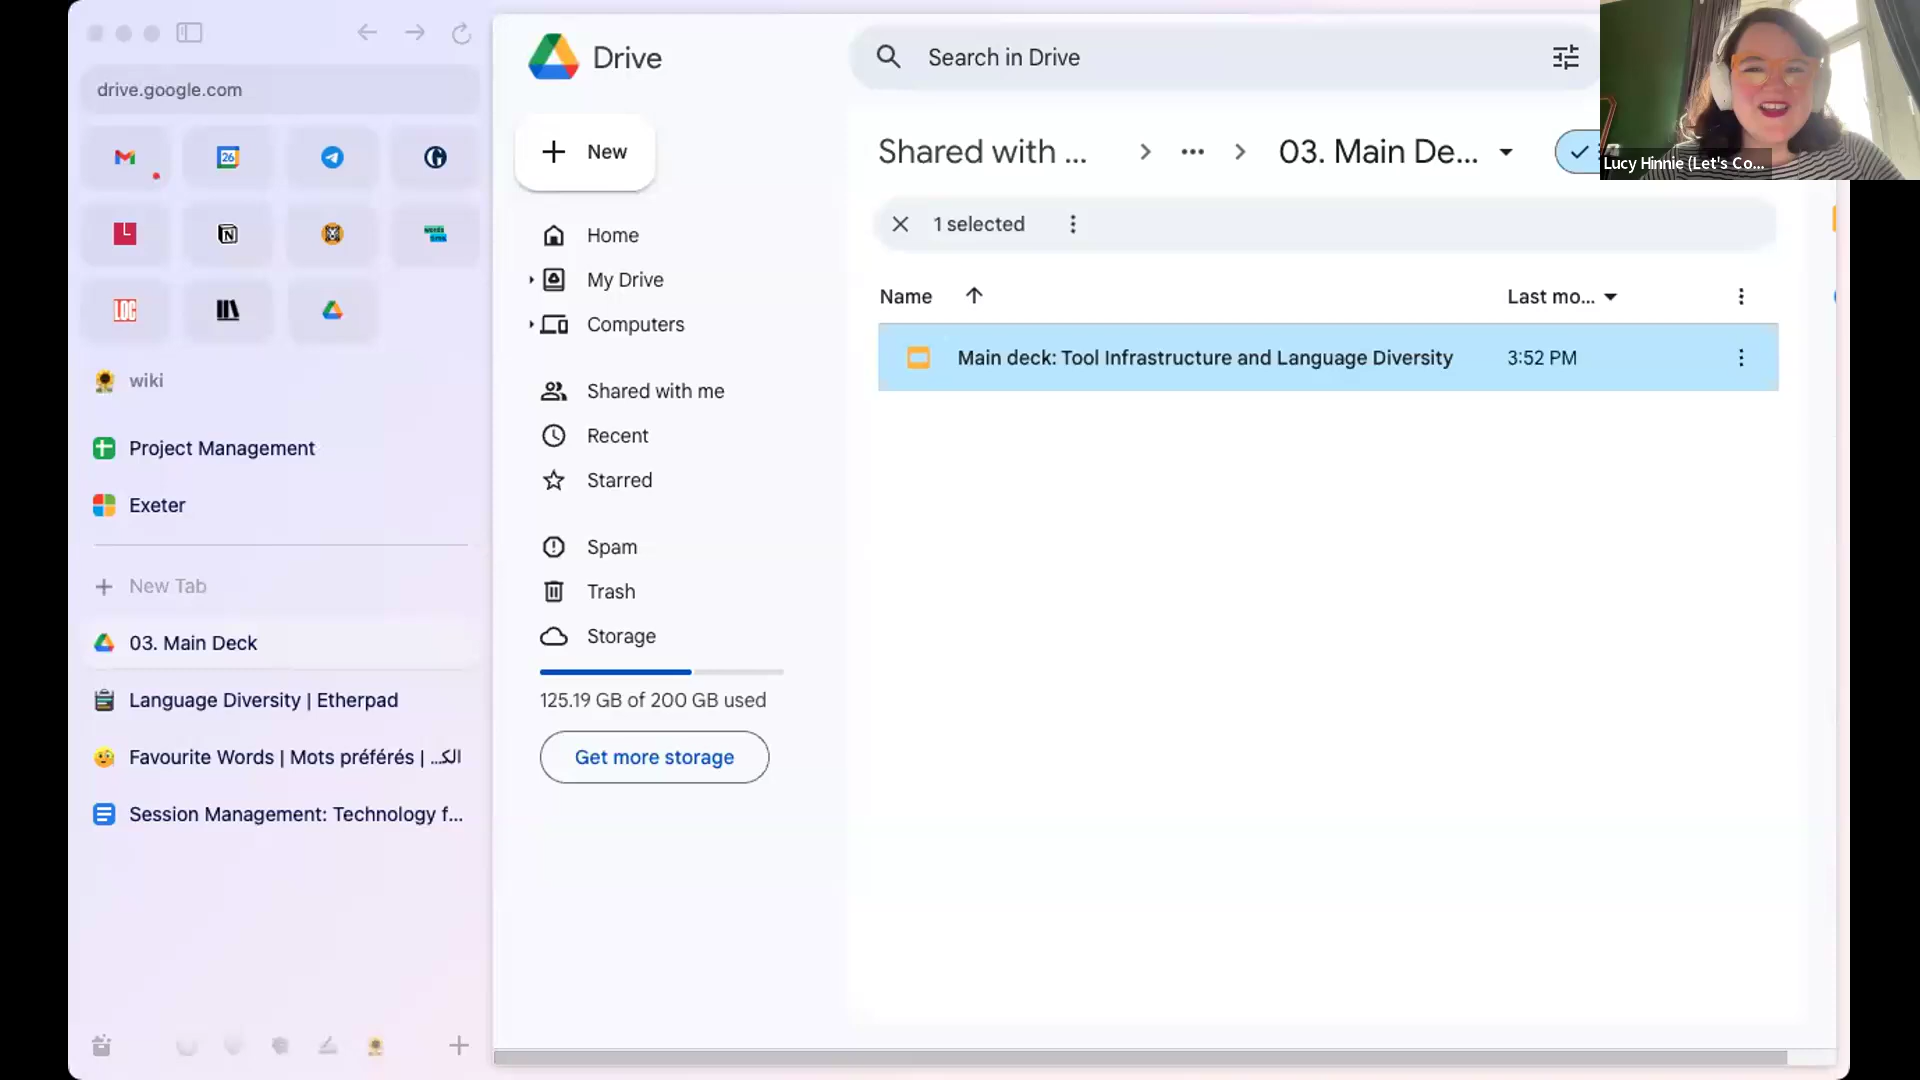 drive.google.com
26
LOC
wiki
Project Management
Exeter
New Tab
03. Main Deck
Language Diversity | Etherpad
Favourite Words | Mots préférés | الك...
Session Management: Technology f...
Drive
Search in Drive
New
Shared with ...
03. Main De...
1 selected
Home
My Drive
Computers
Shared with me
Recent
Starred
Spam
Trash
Storage
125.19 GB of 200 GB used
Get more storage
Name
Last mo...
Main deck: Tool Infrastructure and Language Diversity
3:52 PM
Lucy Hinnie (Let's Co...